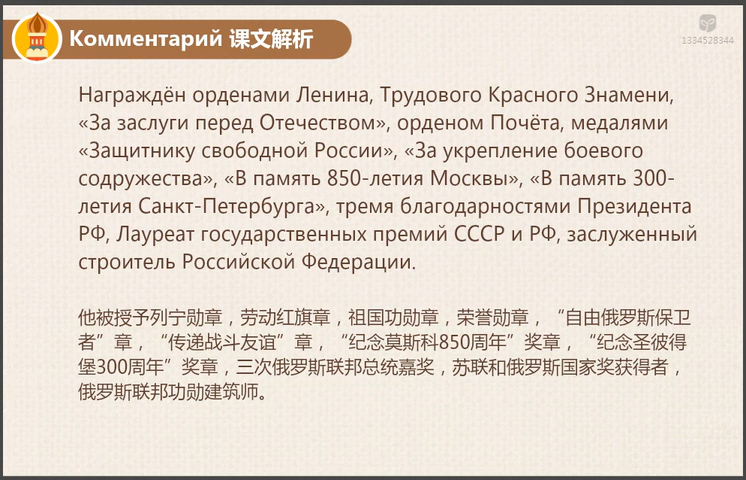 Комментарий 课文解析
1334528344
Награждён орденами Ленина, Трудового Красного Знамени,
«За заслуги перед Отечеством», орденом Почёта, медалями
«Защитнику свободной России», «За укрепление боевого
содружества», «В память 850-летия Москвы», «В память 300-
летия Санкт-Петербурга», тремя благодарностями Президента
РФ, Лауреат государственных премий СССР и РФ, заслуженный
строитель Российской Федерации.
他被授予列宁勋章，劳动红旗章，祖国功勋章，荣誉勋章，“自由俄罗斯保卫
者”章，“传递战斗友谊”章，“纪念莫斯科850周年”奖章，“纪念圣彼得
堡300周年”奖章，三次俄罗斯联邦总统嘉奖，苏联和俄罗斯国家奖获得者，
俄罗斯联邦功勋建筑师。